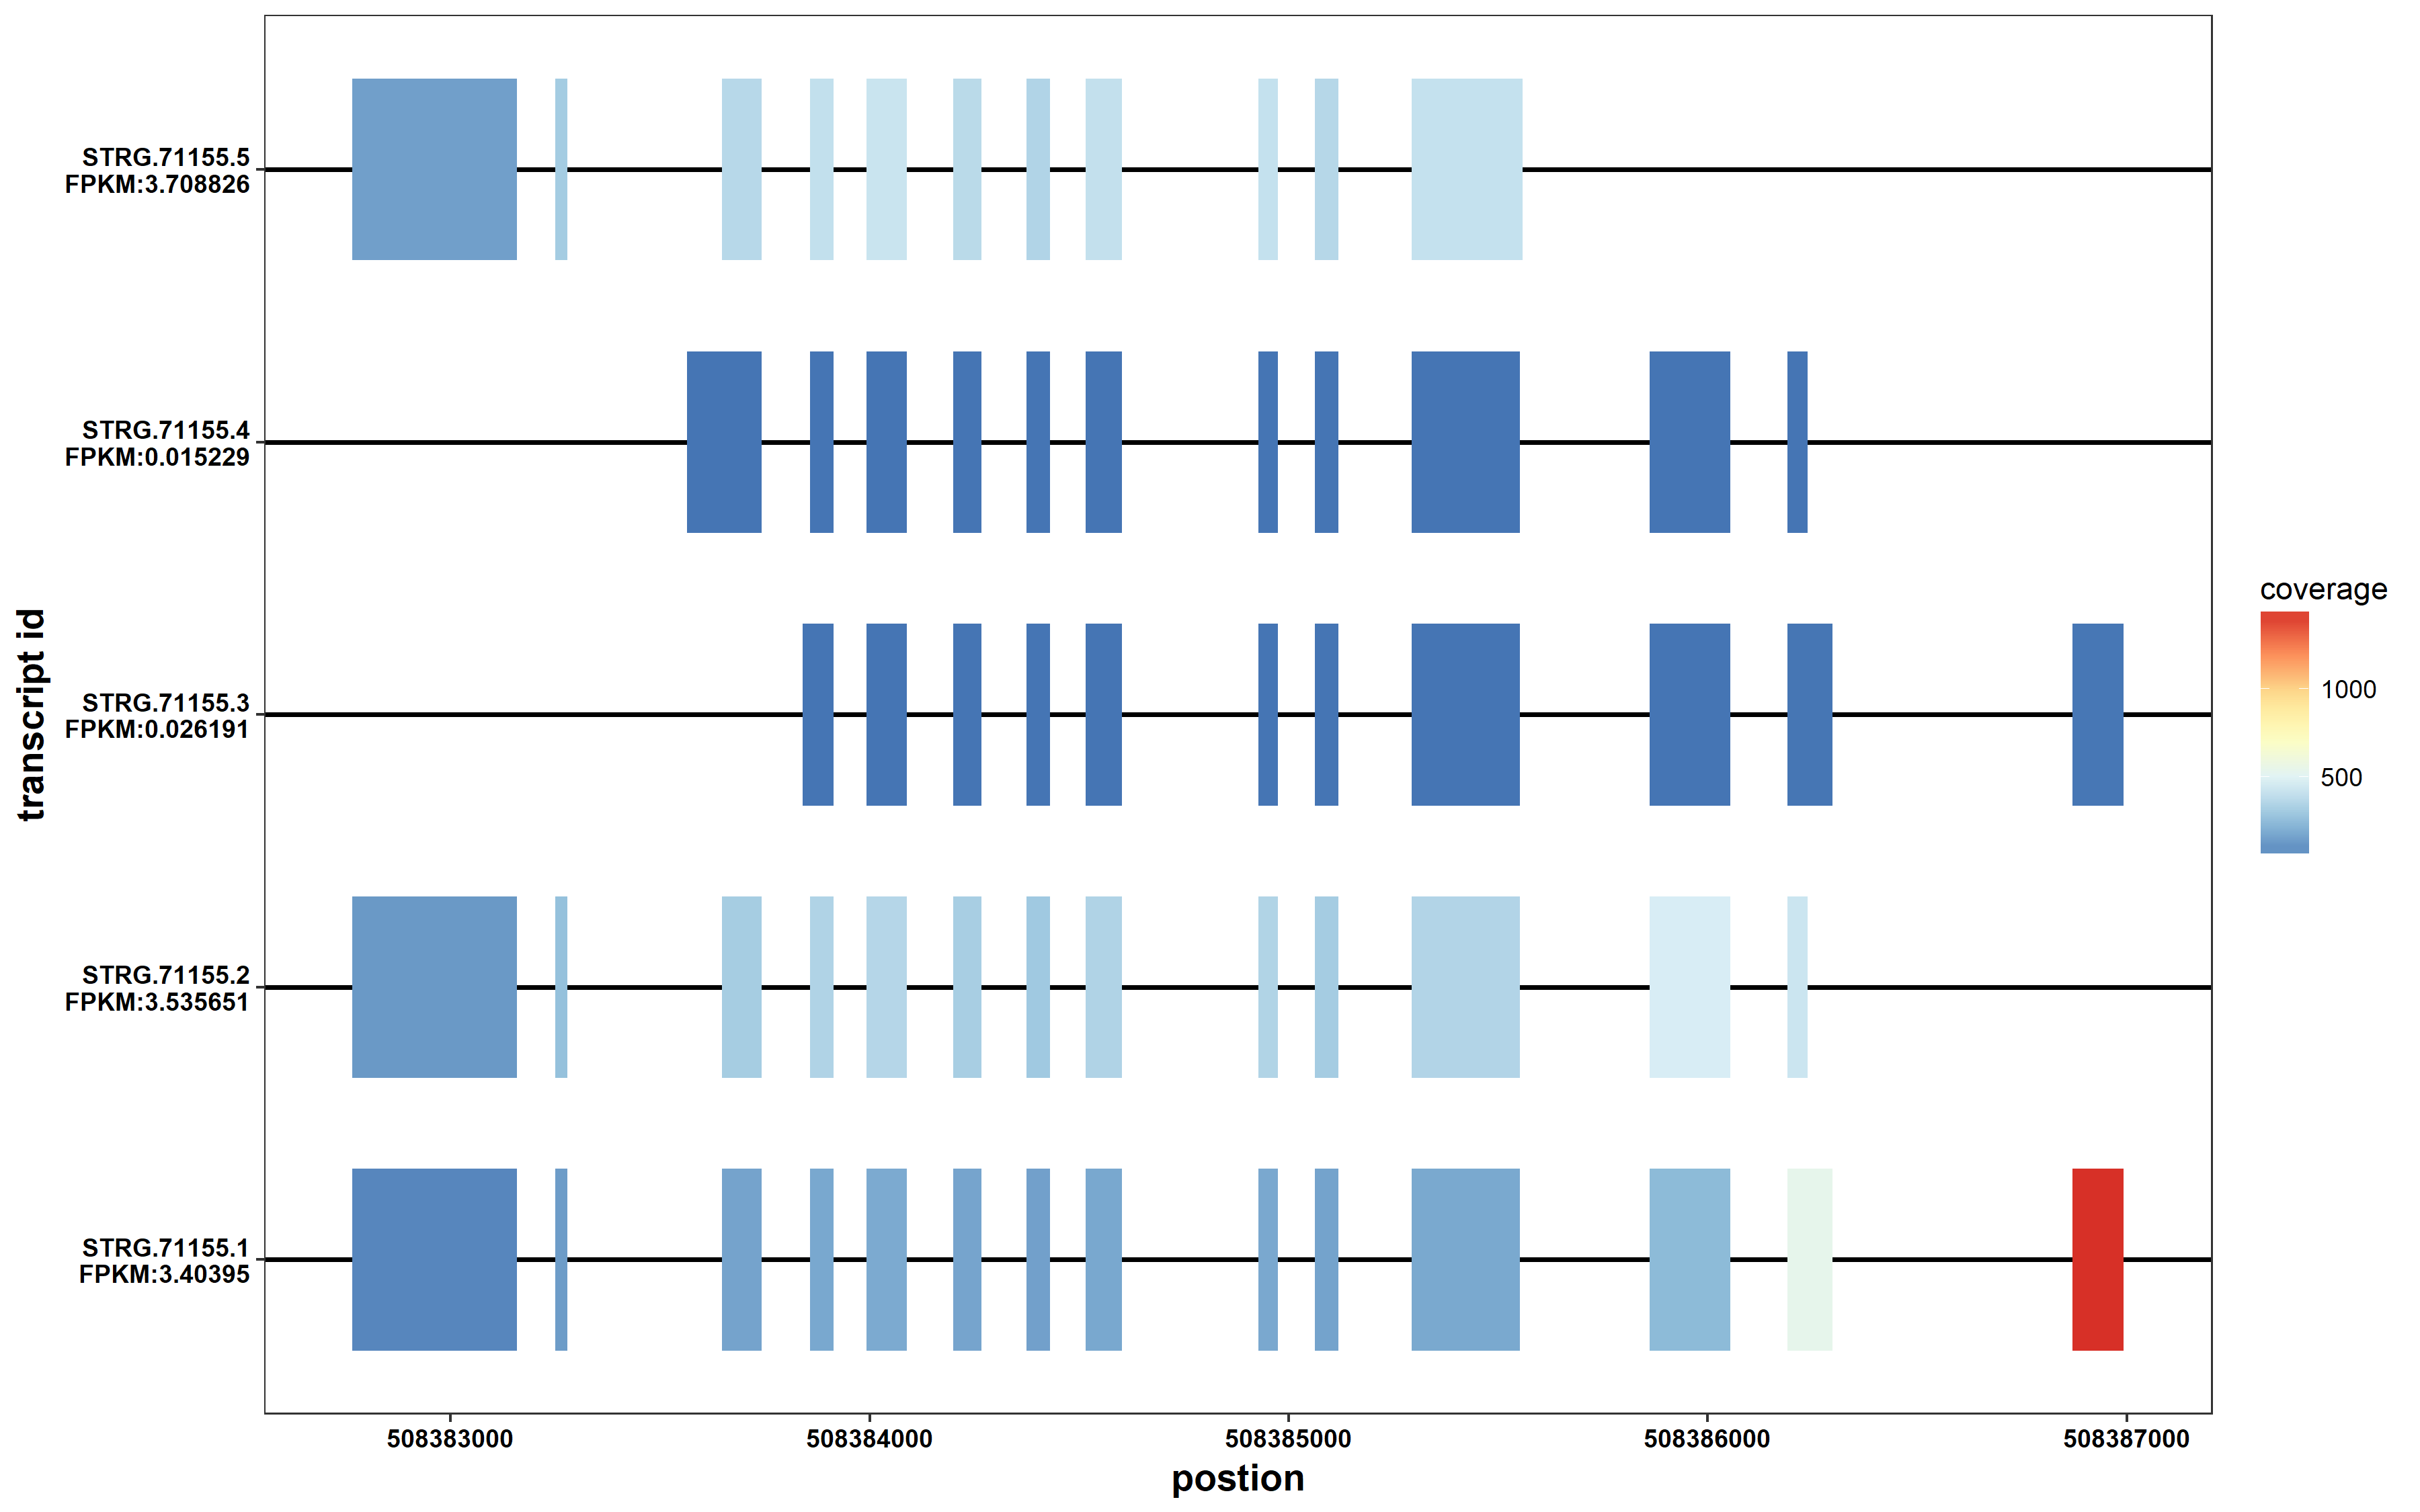 STRG.71155.5
FPKM:3.708826
STRG.71155.4
FPKM:0.015229
STRG.71155.3
FPKM:0.026191
STRG.71155.2
FPKM:3.535651
STRG.71155.1
FPKM:3.40395
transcript id
508383000
508384000
508385000
508386000
508387000
postion
coverage
1000
500